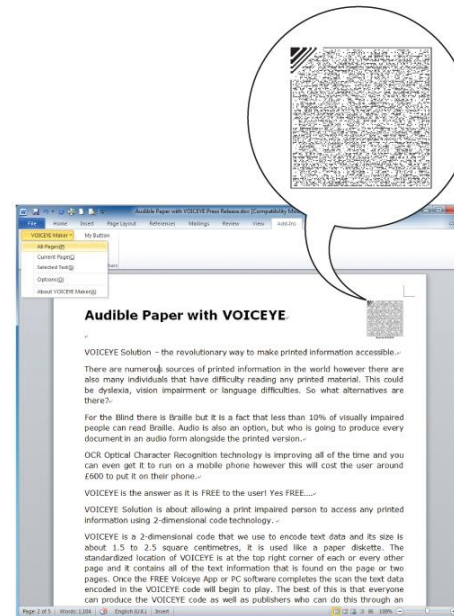 Audible Paper with VOICEYE Press Release.doc [Compatibility Mo
File Home Insert Page Layout References Mailings Review View Add-Ins
VOICEYE Maker My Button
All Pages(P)
Current Page(C)
Selected Text(S)
Options(O)
About VOICEYE Maker(A)
Audible Paper with VOICEYE
VOICEYE Solution – the revolutionary way to make printed information accessible.
There are numerous sources of printed information in the world however there are
also many individuals that have difficulty reading any printed material. This could
be dyslexia, vision impairment or language difficulties. So what alternatives are
there?
For the Blind there is Braille but it is a fact that less than 10% of visually impaired
people can read Braille. Audio is also an option, but who is going to produce every
document in an audio form alongside the printed version.
OCR Optical Character Recognition technology is improving all of the time and you
can even get it to run on a mobile phone however this will cost the user around
£600 to put it on their phone.
VOICEYE is the answer as it is FREE to the user! Yes FREE....
VOICEYE Solution is about allowing a print impaired person to access any printed
information using 2-dimensional code technology.
VOICEYE is a 2-dimensional code that we use to encode text data and its size is
about 1.5 to 2.5 square centimetres, it is used like a paper diskette. The
standardized location of VOICEYE is at the top right corner of each or every other
page and it contains all of the text information that is found on the page or two
pages. Once the FREE Voiceye App or PC software completes the scan the text data
encoded in the VOICEYE code will begin to play. The best of this is that everyone
can produce the VOICEYE code as well as publishers who can do this through an
Page: 2 of 5 Words: 1,104 English (U.K.) Insert 100%